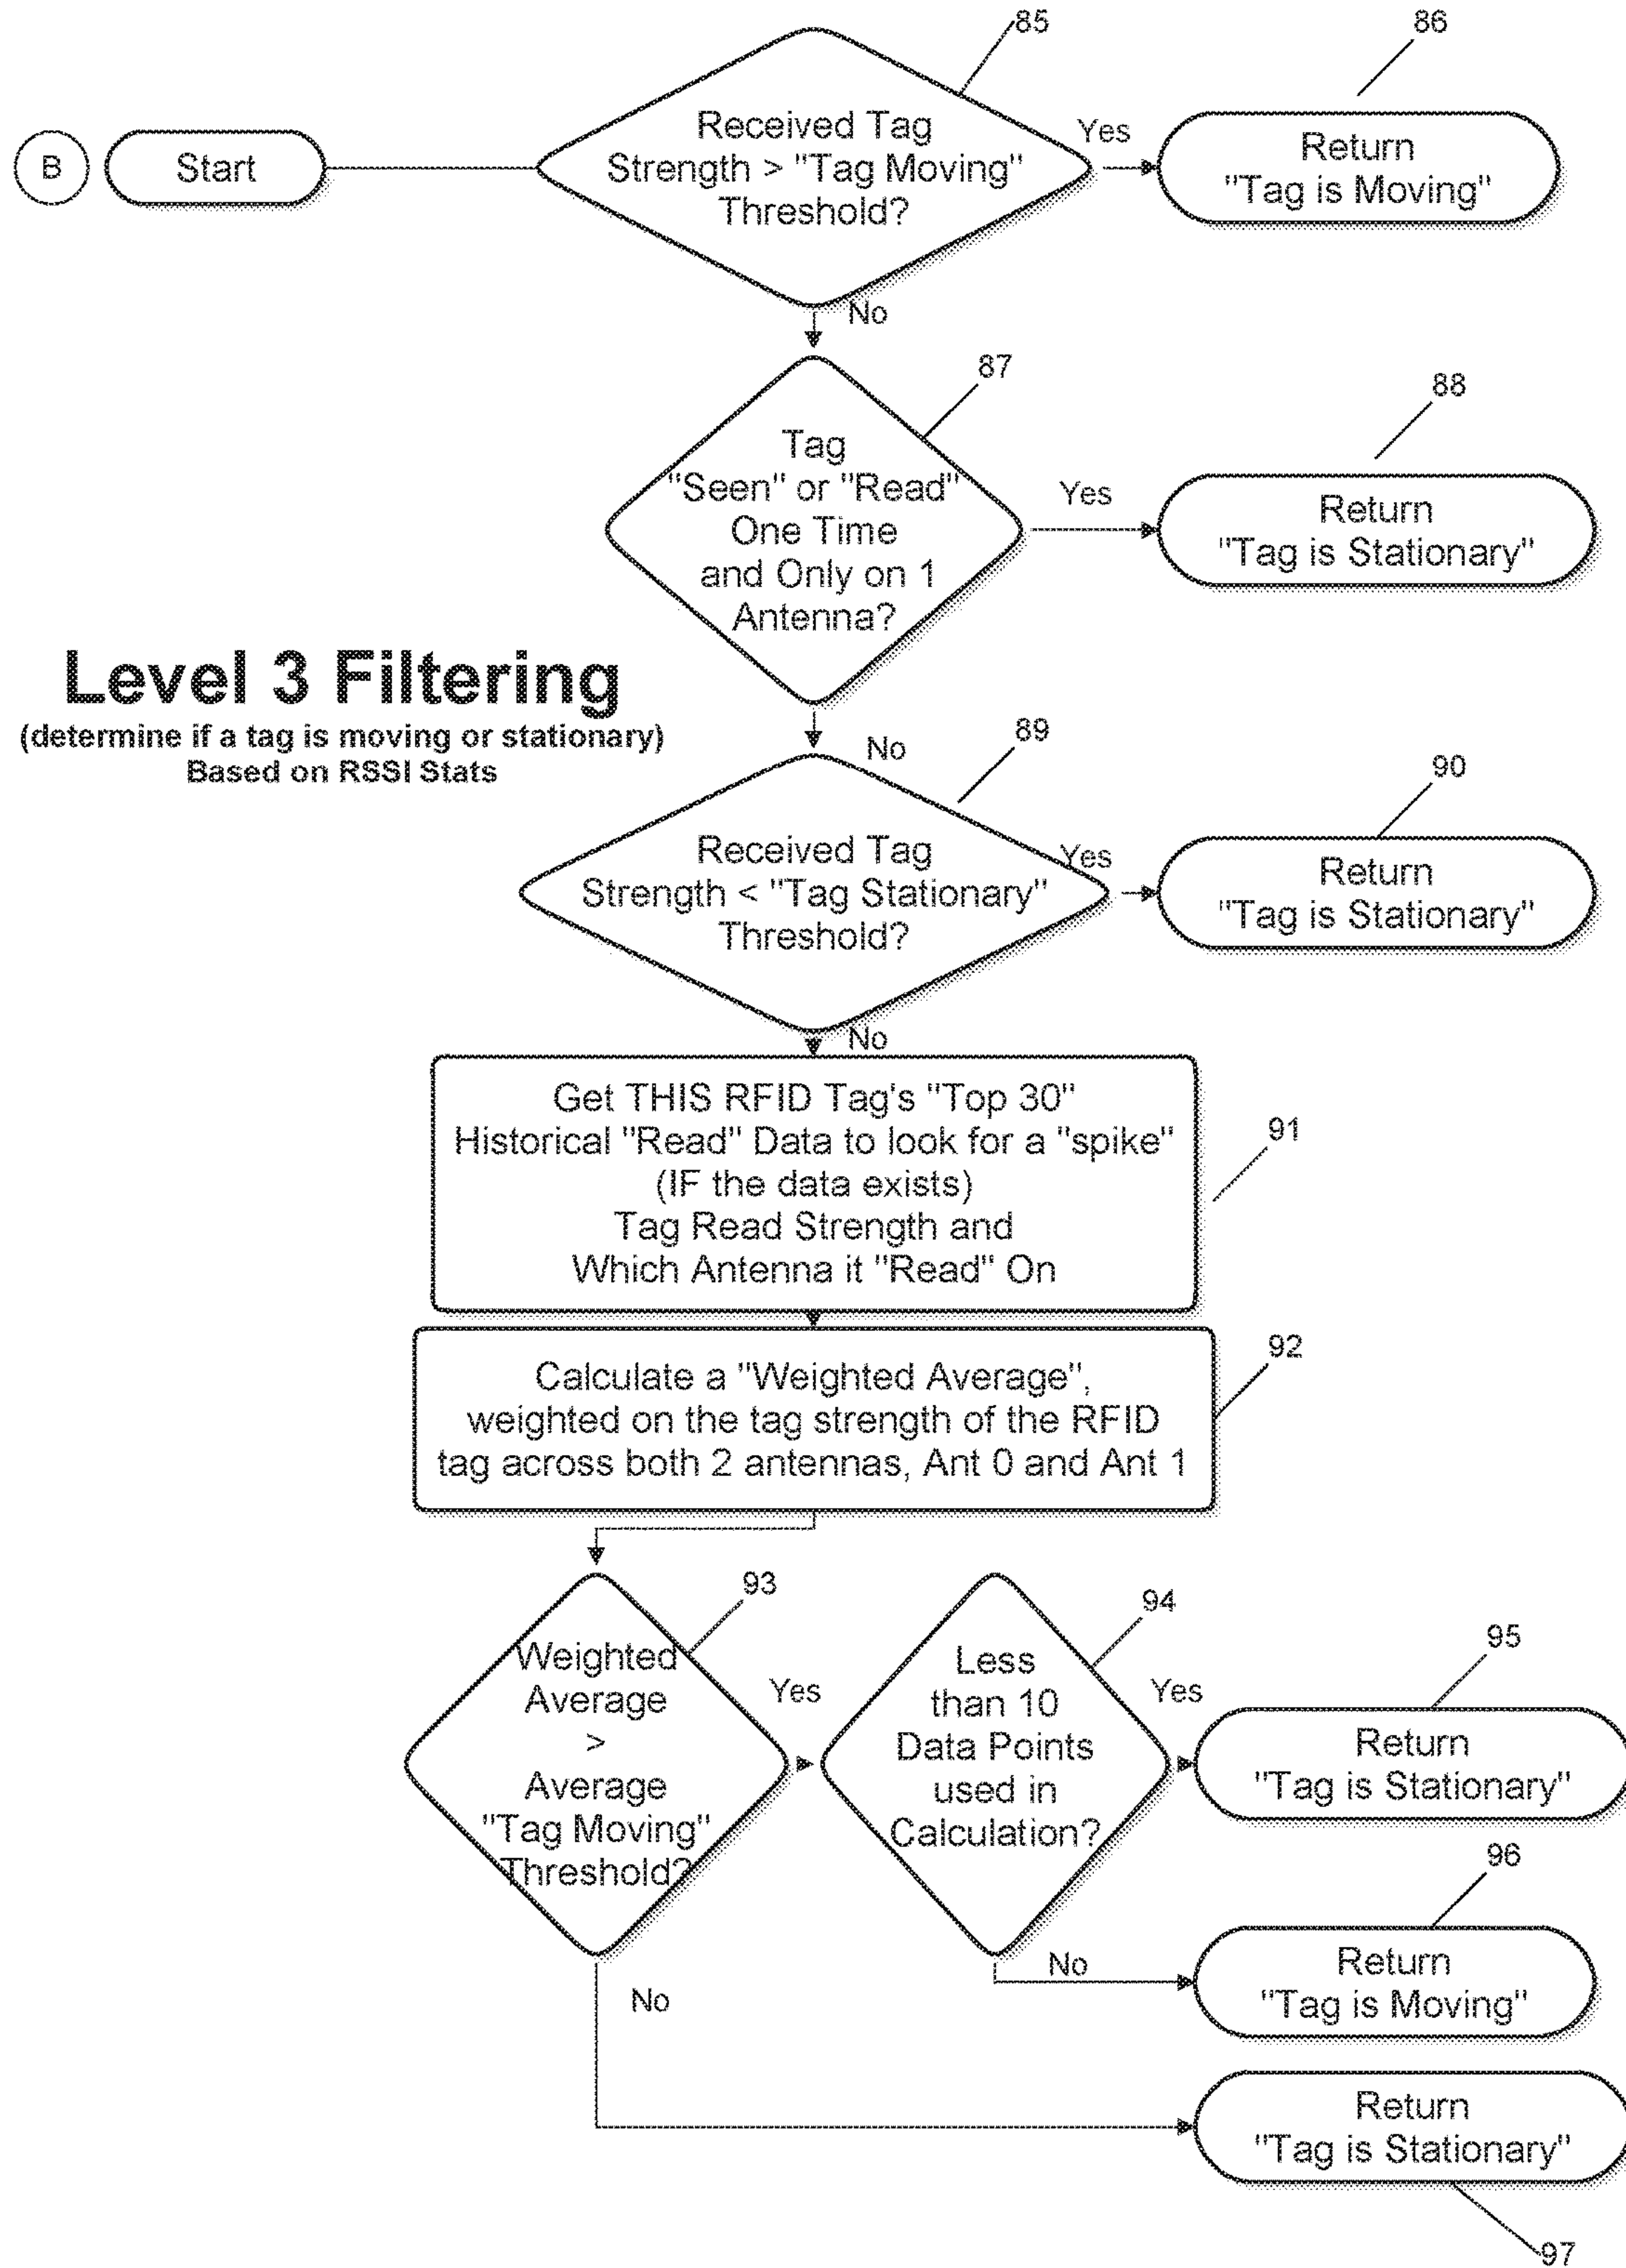 85
86
B
Start
Received Tag
Strength > "Tag Moving"
Threshold?
Yes
Return
"Tag is Moving"
No
87
88
Tag
"Seen" or "Read"
One Time
and Only on 1
Antenna?
Yes
Return
"Tag is Stationary"
Level 3 Filtering
(determine if a tag is moving or stationary)
Based on RSSI Stats
No
89
90
Received Tag
Strength < "Tag Stationary"
Threshold?
Yes
Return
"Tag is Stationary"
No
Get THIS RFID Tag's "Top 30"
Historical "Read" Data to look for a "spike"
(IF the data exists)
Tag Read Strength and
Which Antenna it "Read" On
91
Calculate a "Weighted Average",
weighted on the tag strength of the RFID
tag across both 2 antennas, Ant 0 and Ant 1
92
93
Weighted
Average
>
Average
"Tag Moving"
Threshold?
Yes
94
Less
than 10
Data Points
used in
Calculation?
Yes
95
Return
"Tag is Stationary"
96
No
Return
"Tag is Moving"
No
Return
"Tag is Stationary"
97